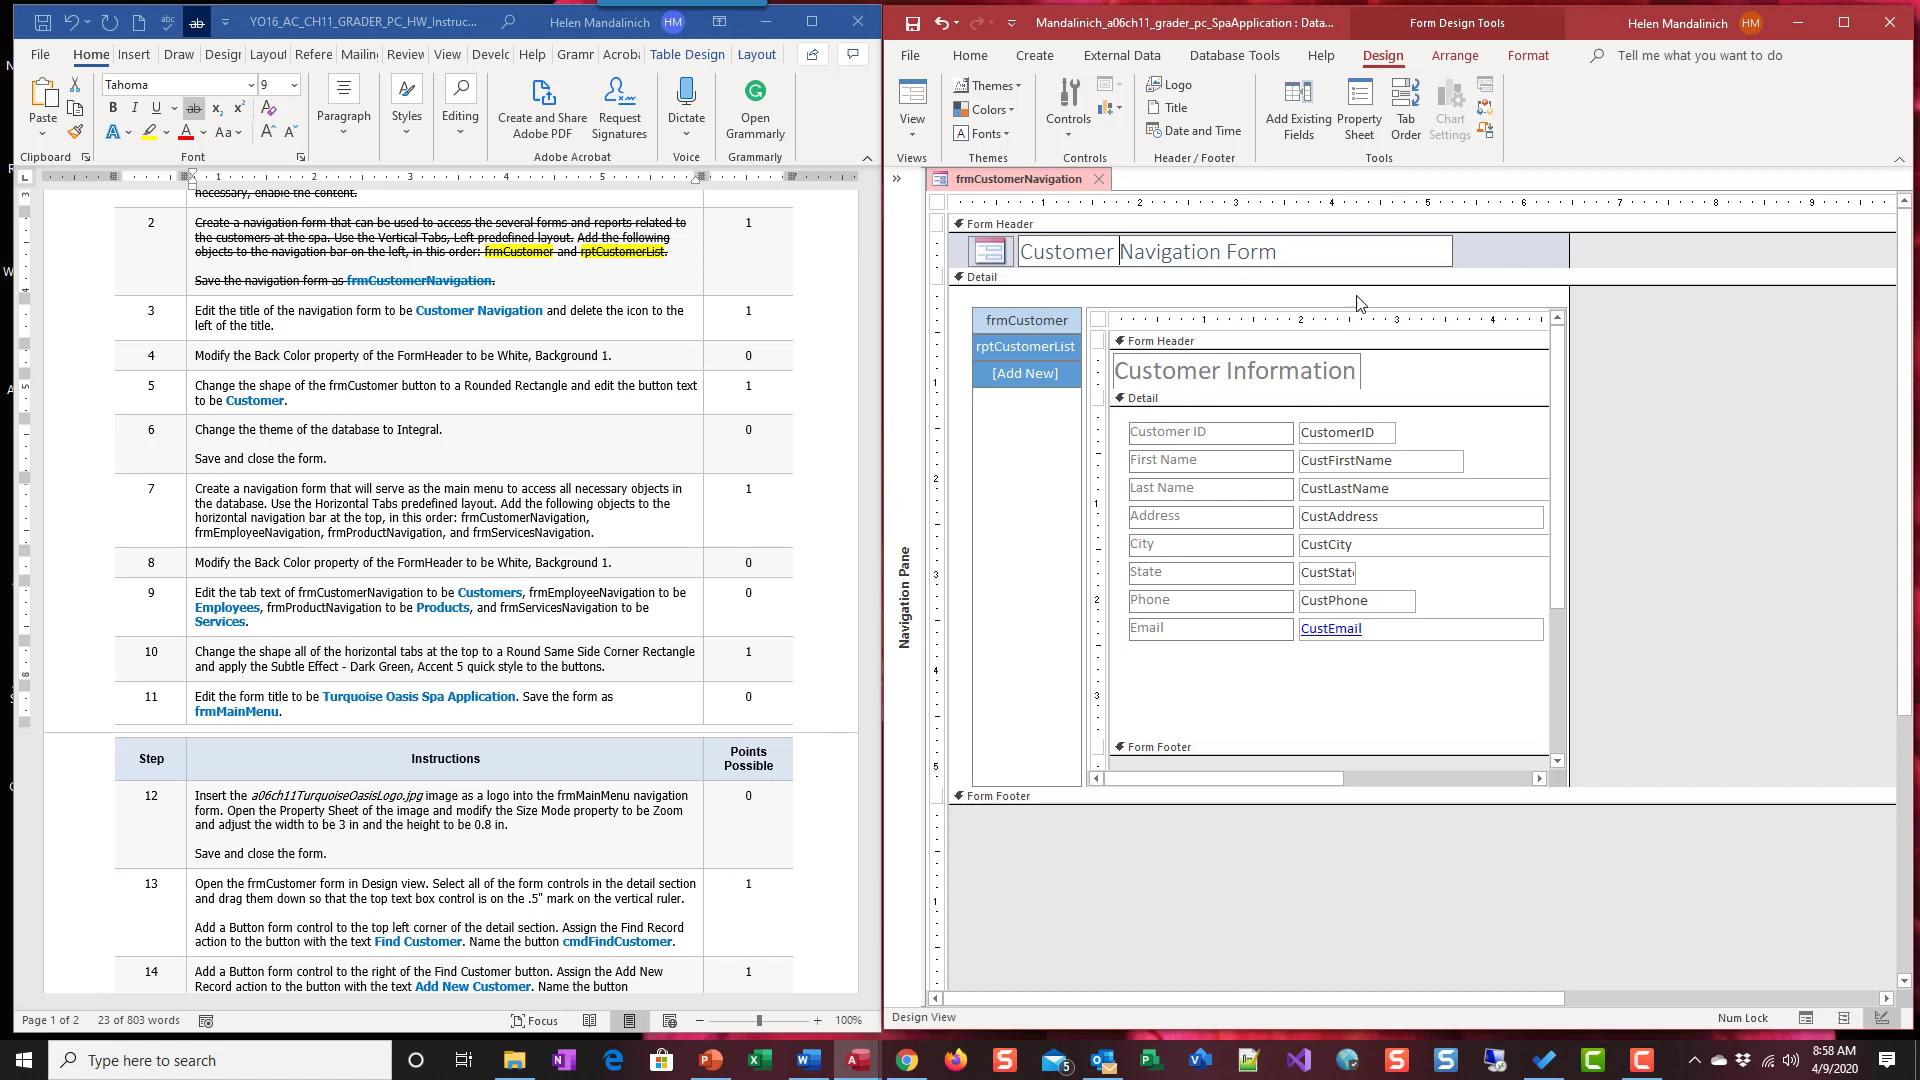 YO16_AC_CH11_GRADER_PC_HW_Instruc...
Helen Mandalinich
HM
File
Home
Insert
Draw
Design
Layout
Refere
Mailing
Review
View
Develo
Help
Gramm
Acroba
Table Design
Layout
Tahoma
9
Paste
Paragraph
Styles
Editing
Create and Share
Adobe PDF
Request
Signatures
Dictate
Open
Grammarly
Clipboard
Font
Adobe Acrobat
Voice
Grammarly
necessary, enable the content.
2
Create a navigation form that can be used to access the several forms and reports related to
the customers at the spa. Use the Vertical Tabs, Left predefined layout. Add the following
objects to the navigation bar on the left, in this order: frmCustomer and rptCustomerList.
Save the navigation form as frmCustomerNavigation.
1
3
Edit the title of the navigation form to be Customer Navigation and delete the icon to the
left of the title.
1
4
Modify the Back Color property of the FormHeader to be White, Background 1.
0
5
Change the shape of the frmCustomer button to a Rounded Rectangle and edit the button text
to be Customer.
1
6
Change the theme of the database to Integral.
Save and close the form.
0
7
Create a navigation form that will serve as the main menu to access all necessary objects in
the database. Use the Horizontal Tabs predefined layout. Add the following objects to the
horizontal navigation bar at the top, in this order: frmCustomerNavigation,
frmEmployeeNavigation, frmProductNavigation, and frmServicesNavigation.
1
8
Modify the Back Color property of the FormHeader to be White, Background 1.
0
9
Edit the tab text of frmCustomerNavigation to be Customers, frmEmployeeNavigation to be
Employees, frmProductNavigation to be Products, and frmServicesNavigation to be
Services.
0
10
Change the shape all of the horizontal tabs at the top to a Round Same Side Corner Rectangle
and apply the Subtle Effect - Dark Green, Accent 5 quick style to the buttons.
1
11
Edit the form title to be Turquoise Oasis Spa Application. Save the form as
frmMainMenu.
0
Step
Instructions
Points
Possible
12
Insert the a06ch11TurquoiseOasisLogo.jpg image as a logo into the frmMainMenu navigation
form. Open the Property Sheet of the image and modify the Size Mode property to be Zoom
and adjust the width to be 3 in and the height to be 0.8 in.
Save and close the form.
0
13
Open the frmCustomer form in Design view. Select all of the form controls in the detail section
and drag them down so that the top text box control is on the .5" mark on the vertical ruler.
Add a Button form control to the top left corner of the detail section. Assign the Find Record
action to the button with the text Find Customer. Name the button cmdFindCustomer.
1
14
Add a Button form control to the right of the Find Customer button. Assign the Add New
Record action to the button with the text Add New Customer. Name the button
1
Page 1 of 2
23 of 803 words
Focus
100%
Mandalinich_a06ch11_grader_pc_SpaApplication : Data...
Form Design Tools
Helen Mandalinich
HM
File
Home
Create
External Data
Database Tools
Help
Design
Arrange
Format
Tell me what you want to do
View
Themes
Colors
Fonts
Controls
Logo
Title
Date and Time
Add Existing
Fields
Property
Sheet
Tab
Order
Chart
Settings
Views
Themes
Controls
Header / Footer
Tools
frmCustomerNavigation
Form Header
Customer Navigation Form
Detail
frmCustomer
rptCustomerList
[Add New]
Form Header
Customer Information
Detail
Customer ID
CustomerID
First Name
CustFirstName
Last Name
CustLastName
Address
CustAddress
City
CustCity
State
CustState
Phone
CustPhone
Email
CustEmail
Form Footer
Form Footer
Navigation Pane
Design View
Num Lock
Type here to search
8:58 AM
4/9/2020